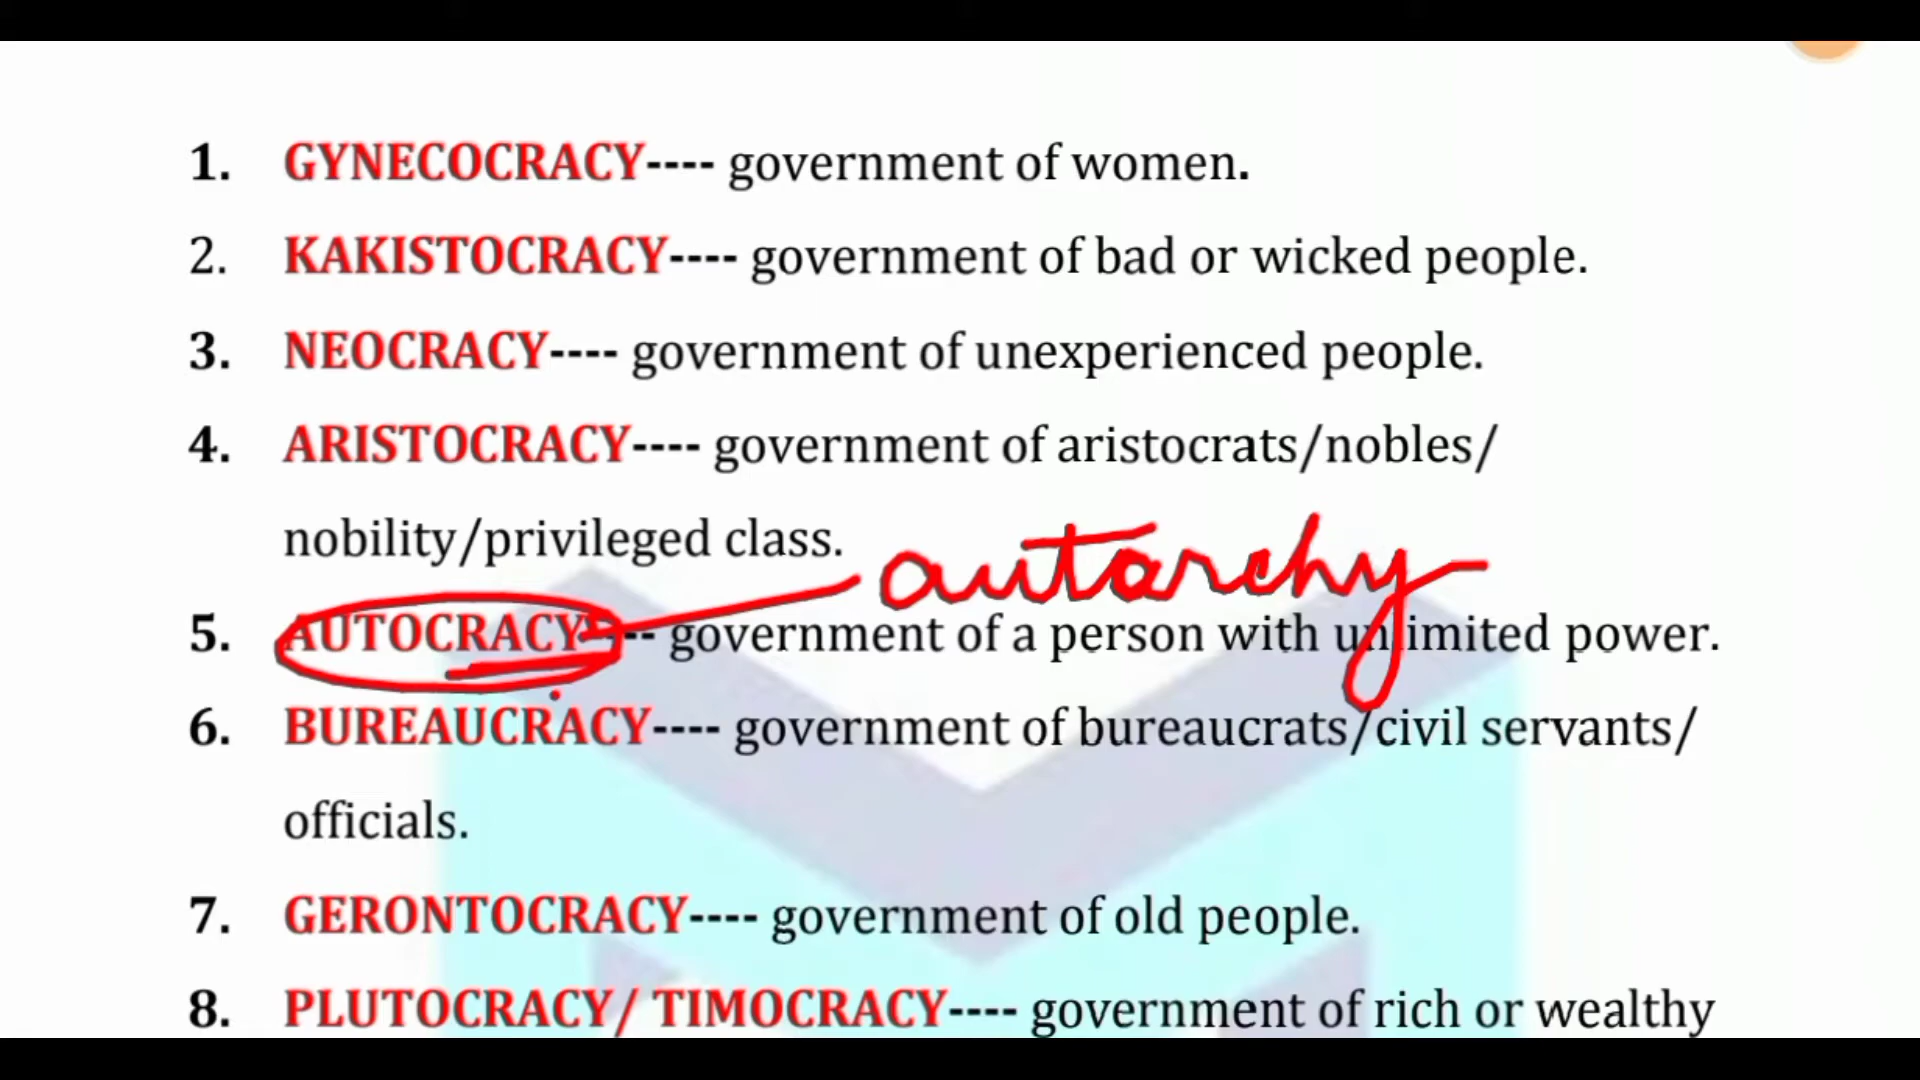 1. GYNECOCRACY---- government of women.
2. KAKISTOCRACY---- government of bad or wicked people.
3. NEOCRACY---- government of unexperienced people.
4. ARISTOCRACY---- government of aristocrats/nobles/
nobility/privileged class.
autarchy
5. AUTOCRACY---- government of a person with unlimited power.
6. BUREAUCRACY---- government of bureaucrats/civil servants/
officials.
7. GERONTOCRACY---- government of old people.
8. PLUTOCRACY/ TIMOCRACY---- government of rich or wealthy